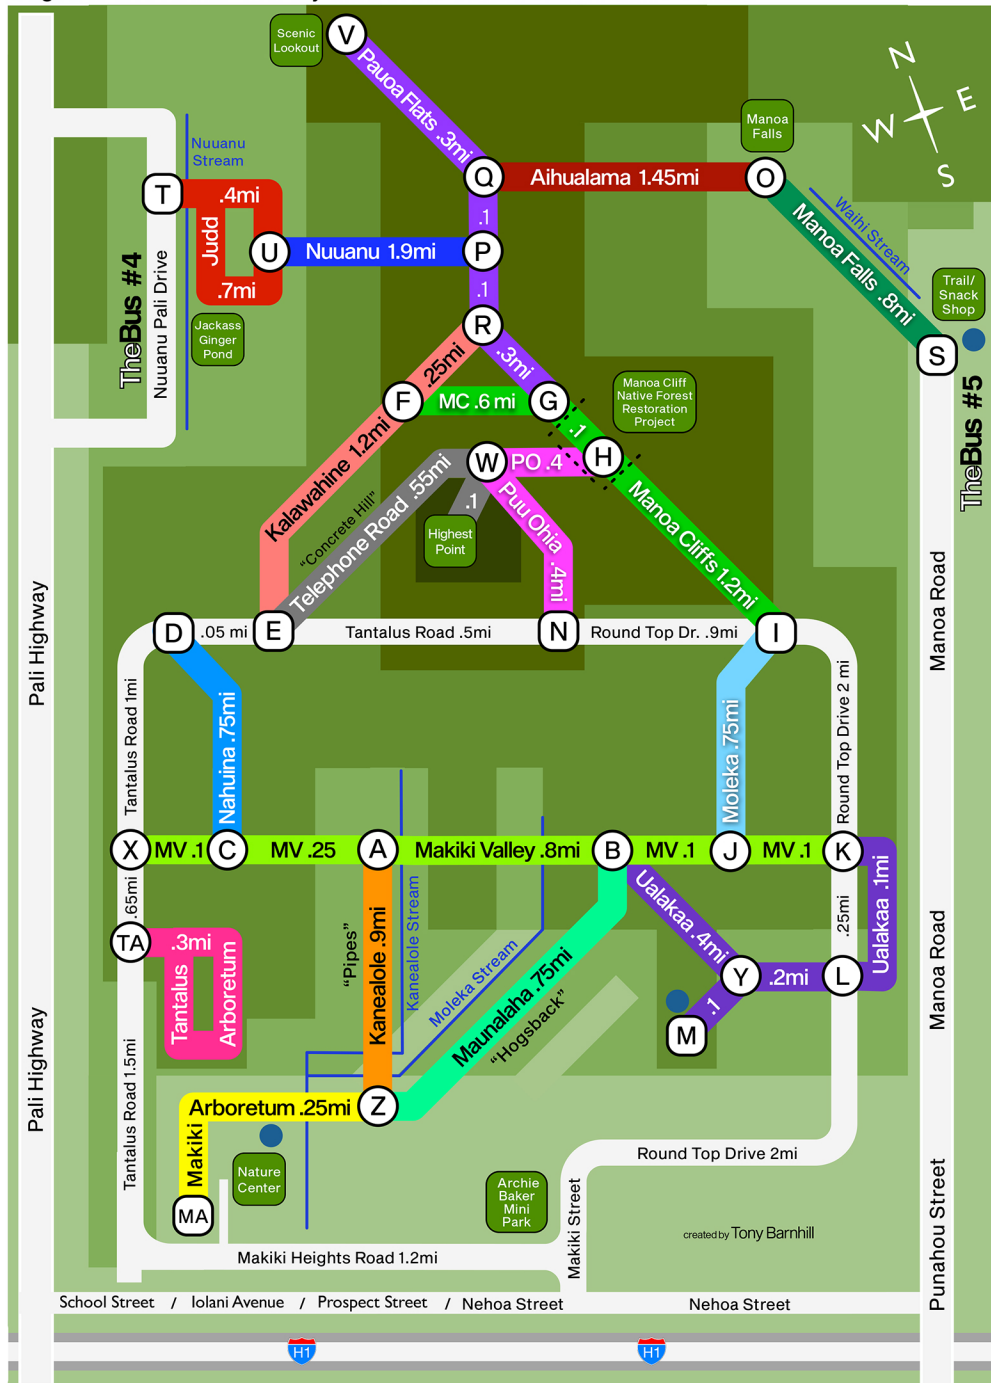 V
Scenic
Lookout
Pauoa Flats .3mi
N
E
W
S
Manoa
Falls
Nuuanu
Stream
Q
Aihualama 1.45mi
O
T
.4mi
Judd
.7mi
U
Nuuanu 1.9mi
.1
P
.1
Waihi Stream
Manoa Falls .8mi
Trail/
Snack
Shop
S
TheBus #4
Nuuanu Pali Drive
Jackass
Ginger
Pond
R
.25mi
.3mi
F
MC .6 mi
G
.1
Manoa Cliff
Native Forest
Restoration
Project
TheBus #5
W
PO .4
H
Kalawahine 1.2mi
"Concrete Hill"
Telephone Road .55mi
.1
Highest
Point
Puu Ohia
.4mi
Manoa Cliffs 1.2mi
Pali Highway
Manoa Road
D
.05 mi
E
Tantalus Road .5mi
N
Round Top Dr. .9mi
I
Tantalus Road 1mi
Nahuina .75mi
Moleka .75mi
Round Top Drive 2 mi
X
MV .1
C
MV .25
A
Makiki Valley .8mi
B
MV .1
J
MV .1
K
.65mi
TA
.3mi
Tantalus
Arboretum
"Pipes"
Kanealole .9mi
Kanealole Stream
Moleka Stream
Maunalaha .75mi
"Hogsback"
Ualakaa .4mi
.25mi
Ualakaa .1mi
Y
.2mi
L
.1
M
Manoa Road
Pali Highway
Tantalus Road 1.5mi
Arboretum .25mi
Z
Makiki
MA
Nature
Center
Archie
Baker
Mini
Park
Makiki Street
Round Top Drive 2mi
created by Tony Barnhill
Punahou Street
Makiki Heights Road 1.2mi
School Street / Iolani Avenue / Prospect Street / Nehoa Street
Nehoa Street
H1
H1